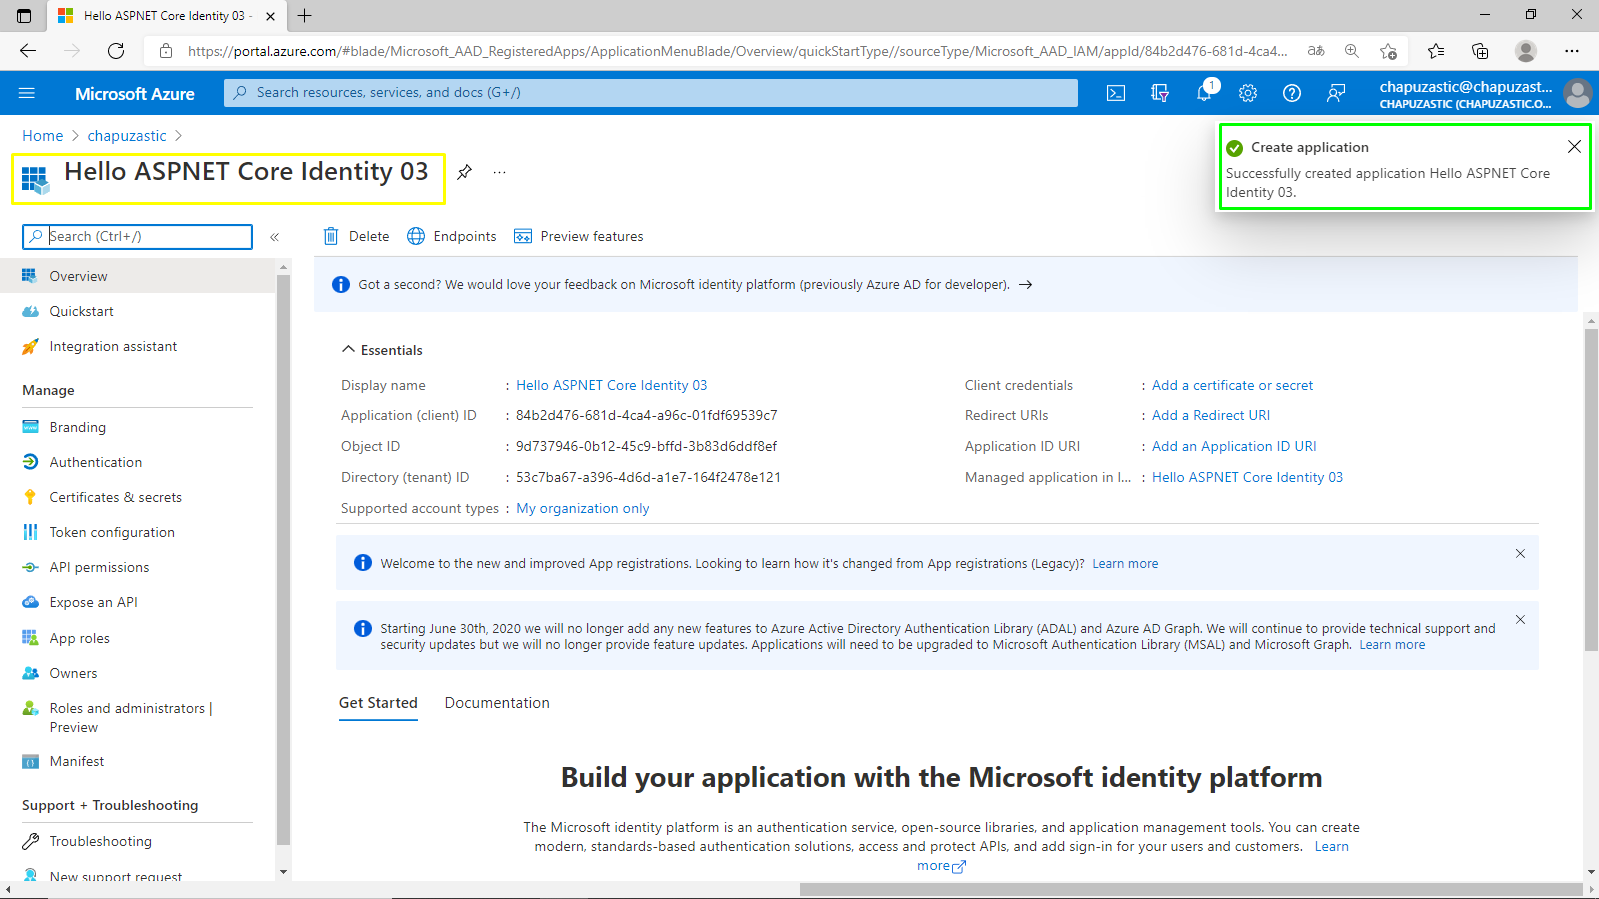 Hello ASPNET Core Identity 03 -
https://portal.azure.com/#blade/Microsoft_AAD_RegisteredApps/ApplicationMenuBlade/Overview/quickStartType//sourceType/Microsoft_AAD_IAM/appId/84b2d476-681d-4ca4...
Microsoft Azure
Search resources, services, and docs (G+/)
1
chapuzastic@chapuzast...
CHAPUZASTIC (CHAPUZASTIC.O...
Home > chapuzastic >
Hello ASPNET Core Identity 03
Create application
Successfully created application Hello ASPNET Core
Identity 03.
Search (Ctrl+/)
Overview
Quickstart
Integration assistant
Manage
Branding
Authentication
Certificates & secrets
Token configuration
API permissions
Expose an API
App roles
Owners
Roles and administrators |
Preview
Manifest
Support + Troubleshooting
Troubleshooting
New support request
Delete Endpoints Preview features
Got a second? We would love your feedback on Microsoft identity platform (previously Azure AD for developer). →
Essentials
Display name : Hello ASPNET Core Identity 03
Application (client) ID : 84b2d476-681d-4ca4-a96c-01fdf69539c7
Object ID : 9d737946-0b12-45c9-bffd-3b83d6ddf8ef
Directory (tenant) ID : 53c7ba67-a396-4d6d-a1e7-164f2478e121
Supported account types : My organization only
Client credentials : Add a certificate or secret
Redirect URIs : Add a Redirect URI
Application ID URI : Add an Application ID URI
Managed application in l... : Hello ASPNET Core Identity 03
Welcome to the new and improved App registrations. Looking to learn how it's changed from App registrations (Legacy)? Learn more
Starting June 30th, 2020 we will no longer add any new features to Azure Active Directory Authentication Library (ADAL) and Azure AD Graph. We will continue to provide technical support and
security updates but we will no longer provide feature updates. Applications will need to be upgraded to Microsoft Authentication Library (MSAL) and Microsoft Graph. Learn more
Get Started Documentation
Build your application with the Microsoft identity platform
The Microsoft identity platform is an authentication service, open-source libraries, and application management tools. You can create
modern, standards-based authentication solutions, access and protect APIs, and add sign-in for your users and customers. Learn
more